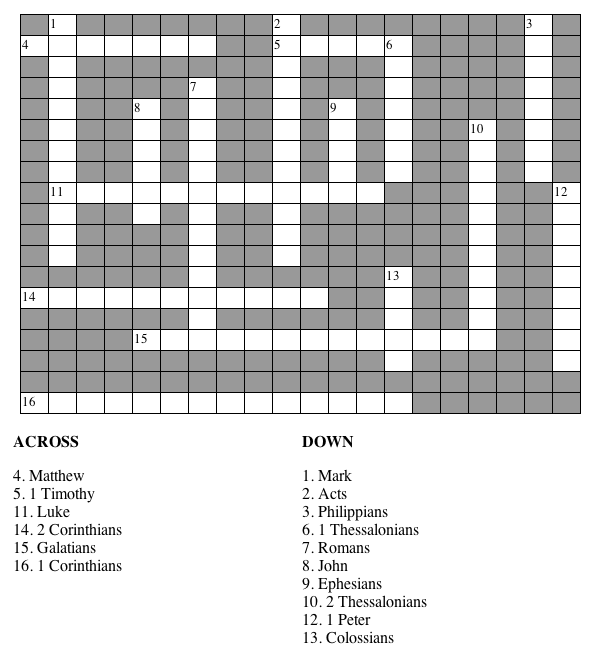 1 2 3
4 5 6
7
8 9
10
11 12
13
14
15
16
ACROSS
4. Matthew
5. 1 Timothy
11. Luke
14. 2 Corinthians
15. Galatians
16. 1 Corinthians
DOWN
1. Mark
2. Acts
3. Philippians
6. 1 Thessalonians
7. Romans
8. John
9. Ephesians
10. 2 Thessalonians
12. 1 Peter
13. Colossians